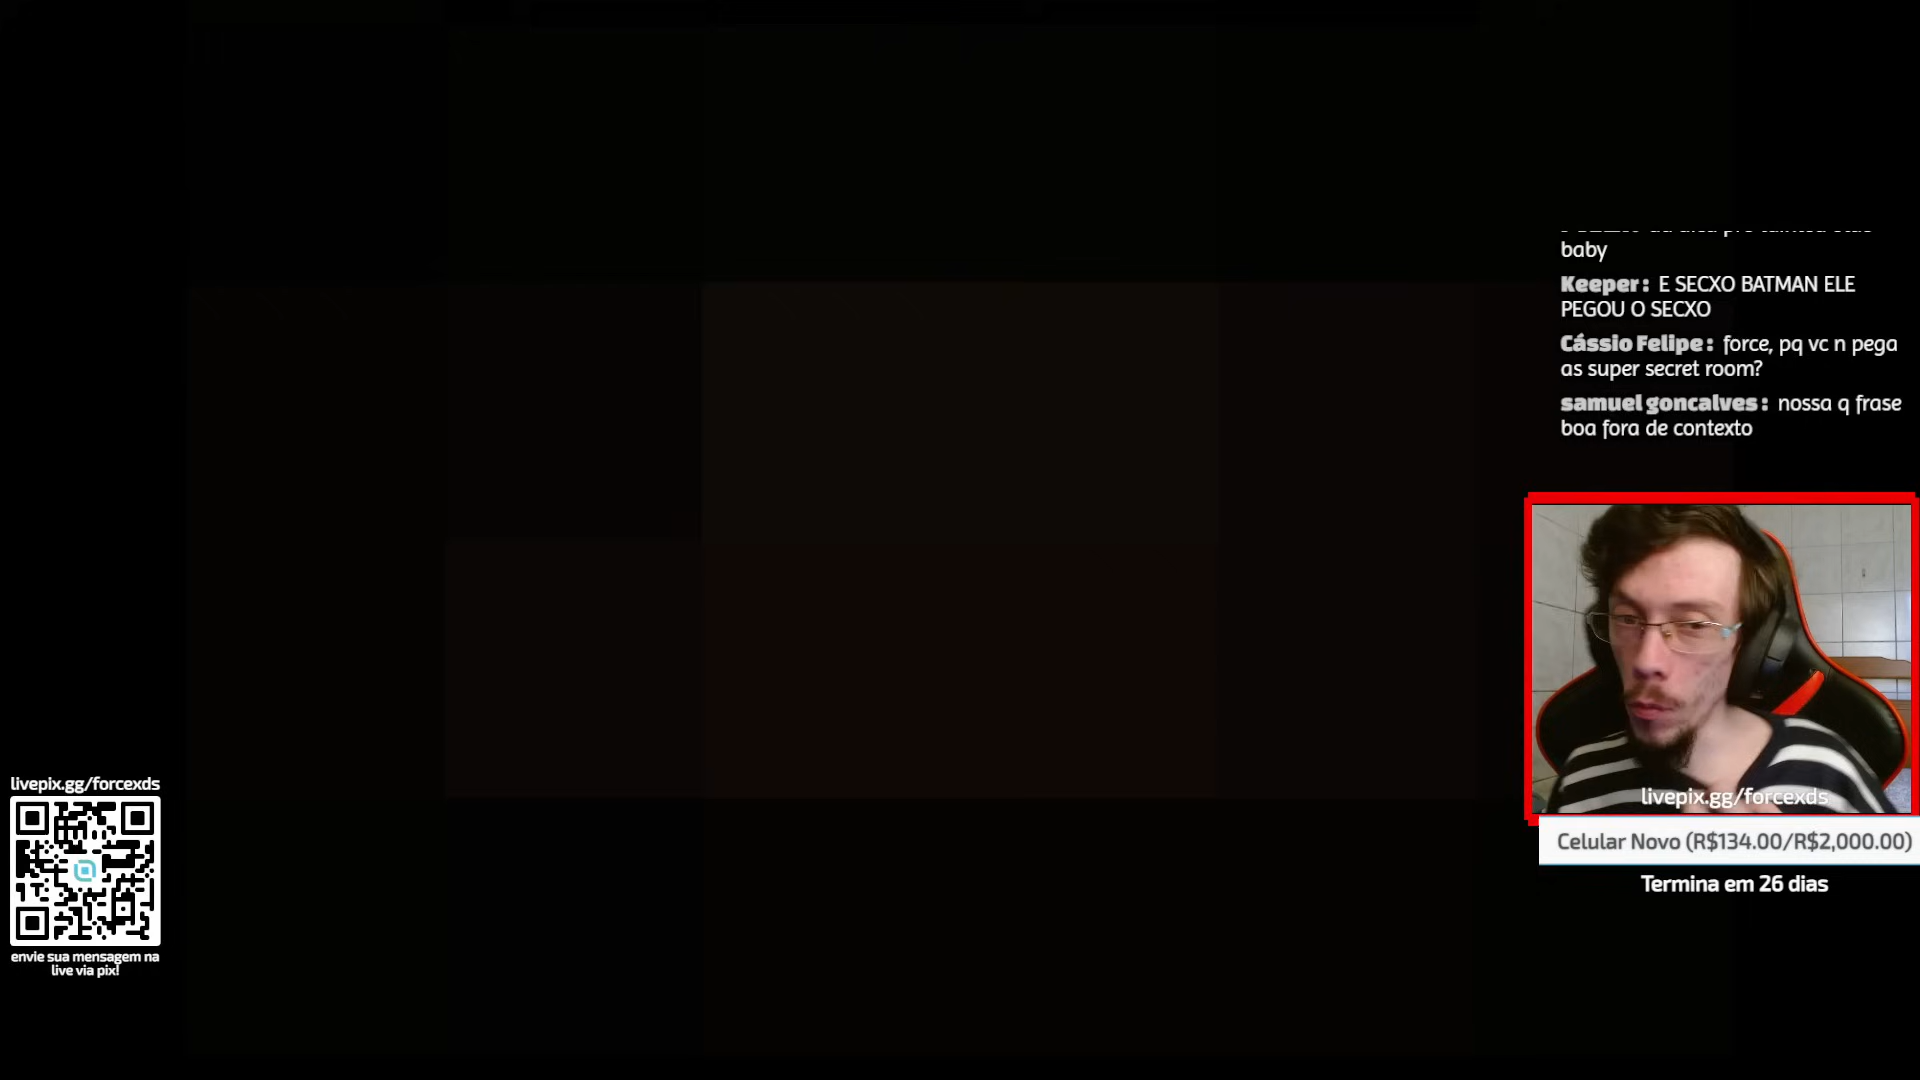 baby
Keeper: E SECXO BATMAN ELE
PEGOU O SECXO
Cássio Felipe: force, pq vc n pega
as super secret room?
samuel goncalves: nossa q frase
boa fora de contexto
livepix.gg/forcexds
Celular Novo (R$134.00/R$2,000.00)
Termina em 26 dias
livepix.gg/forcexds
envie sua mensagem na
live via pix!